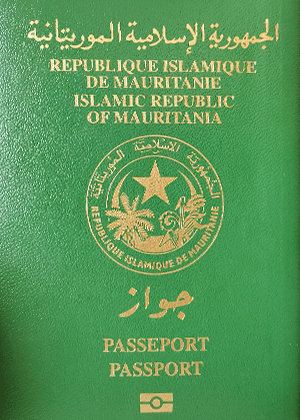 الجمهورية الإسلامية الموريتانية
REPUBLIQUE ISLAMIQUE
DE MAURITANIE
ISLAMIC REPUBLIC
OF MAURITANIA
الجمهورية الإسلامية الموريتانية
REPUBLIQUE ISLAMIQUE DE MAURITANIE
جواز
PASSEPORT
PASSPORT